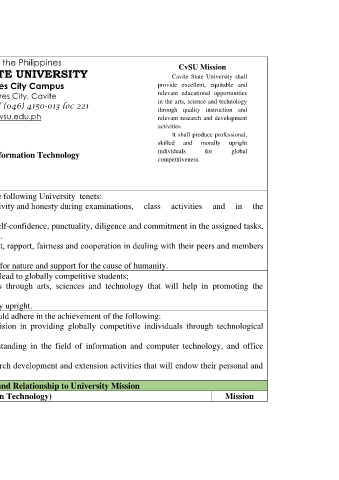 the Philippines
TE UNIVERSITY
es City Campus
res City, Cavite
(046) 4150-013 loc 221
vsu.edu.ph
formation Technology
CvSU Mission
Cavite State University shall
provide excellent, equitable and
relevant educational opportunities
in the arts, science and technology
through quality instruction and
relevant research and development
activities.
It shall produce professional,
skilled and morally upright
individuals for global
competitiveness.
e following University tenets:
ivity and honesty during examinations, class activities and in the
elf-confidence, punctuality, diligence and commitment in the assigned tasks,
.
t, rapport, fairness and cooperation in dealing with their peers and members
for nature and support for the cause of humanity.
lead to globally competitive students;
s through arts, sciences and technology that will help in promoting the
y upright.
uld adhere in the achievement of the following:
ision in providing globally competitive individuals through technological
standing in the field of information and computer technology, and office
rch development and extension activities that will endow their personal and
and Relationship to University Mission
n Technology) Mission